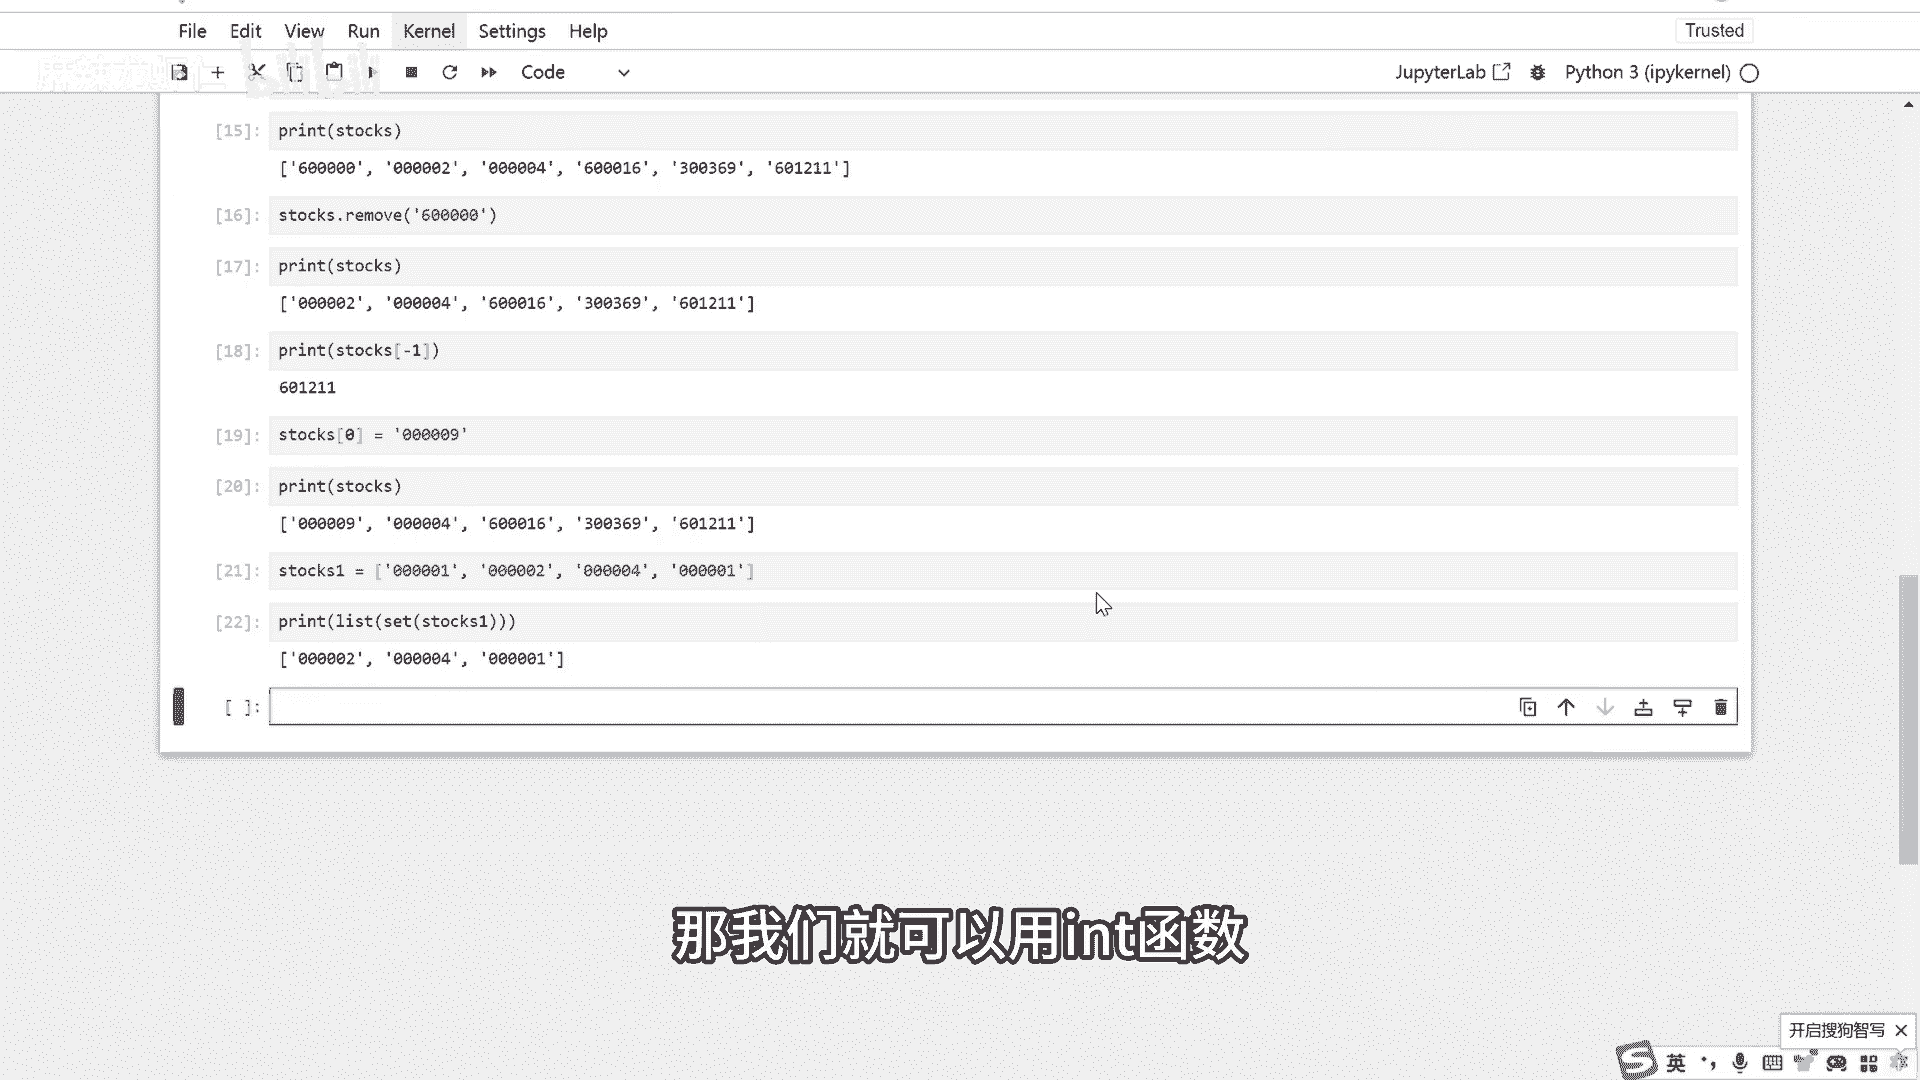 File Edit View Run Kernel Settings Help Trusted
Code JupyterLab Python 3 (ipykernel)
[15]: print(stocks)
['600000', '000002', '000004', '600016', '300369', '601211']
[16]: stocks.remove('600000')
[17]: print(stocks)
['000002', '000004', '600016', '300369', '601211']
[18]: print(stocks[-1])
601211
[19]: stocks[0] = '000009'
[20]: print(stocks)
['000009', '000004', '600016', '300369', '601211']
[21]: stocks1 = ['000001', '000002', '000004', '000001']
[22]: print(list(set(stocks1)))
['000002', '000004', '000001']
[ ]:
那我们就可以用int函数
开启搜狗智写
英